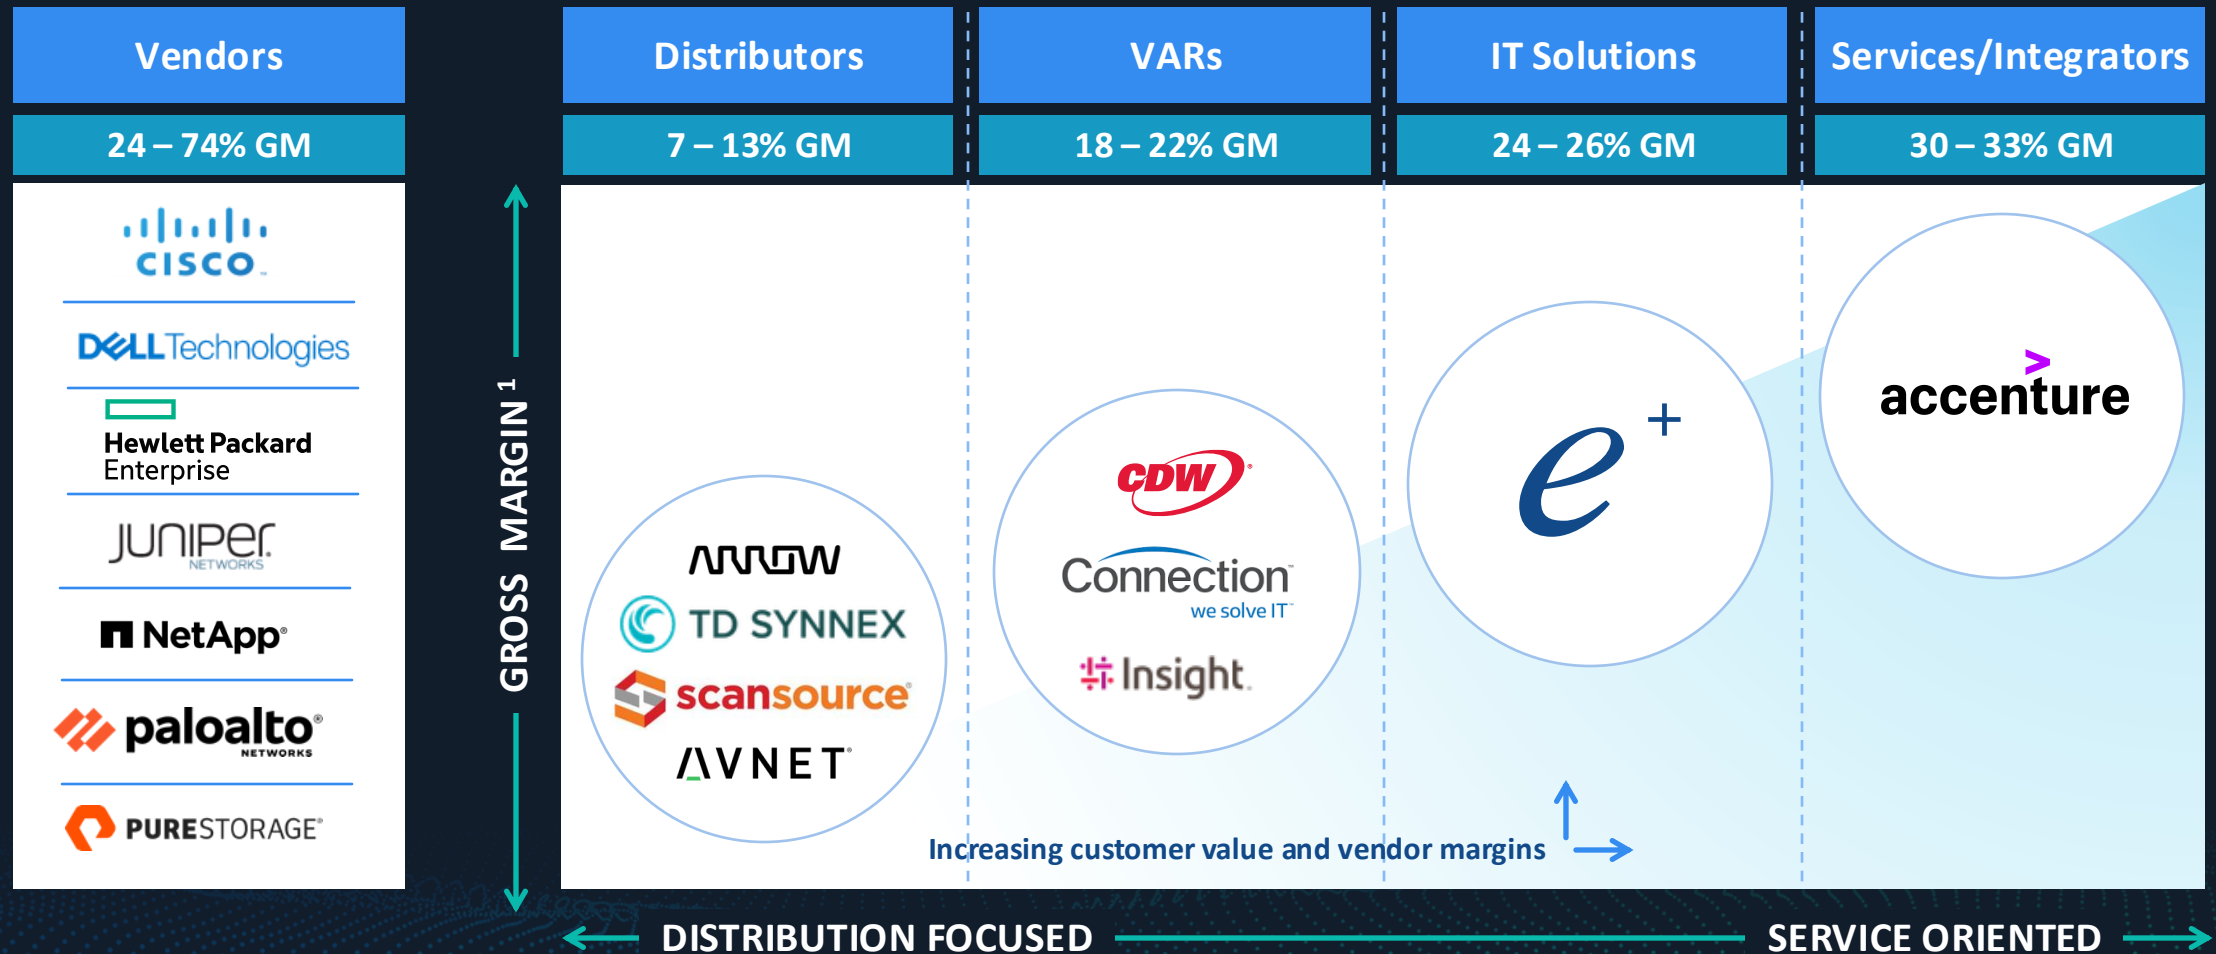 Vendors
Distributors
VARs
IT Solutions
Services/Integrators
24 – 74% GM
7 – 13% GM
18 – 22% GM
24 – 26% GM
30 – 33% GM
CISCO
DELL Technologies
Hewlett Packard
Enterprise
JUNIPER
NETWORKS
NetApp®
paloalto®
NETWORKS
PURESTORAGE®
GROSS MARGIN 1
ARROW
TD SYNNEX
scansource®
AVNET®
CDW®
Connection™
we solve IT™
Insight.
e+
>
accenture
Increasing customer value and vendor margins
DISTRIBUTION FOCUSED
SERVICE ORIENTED